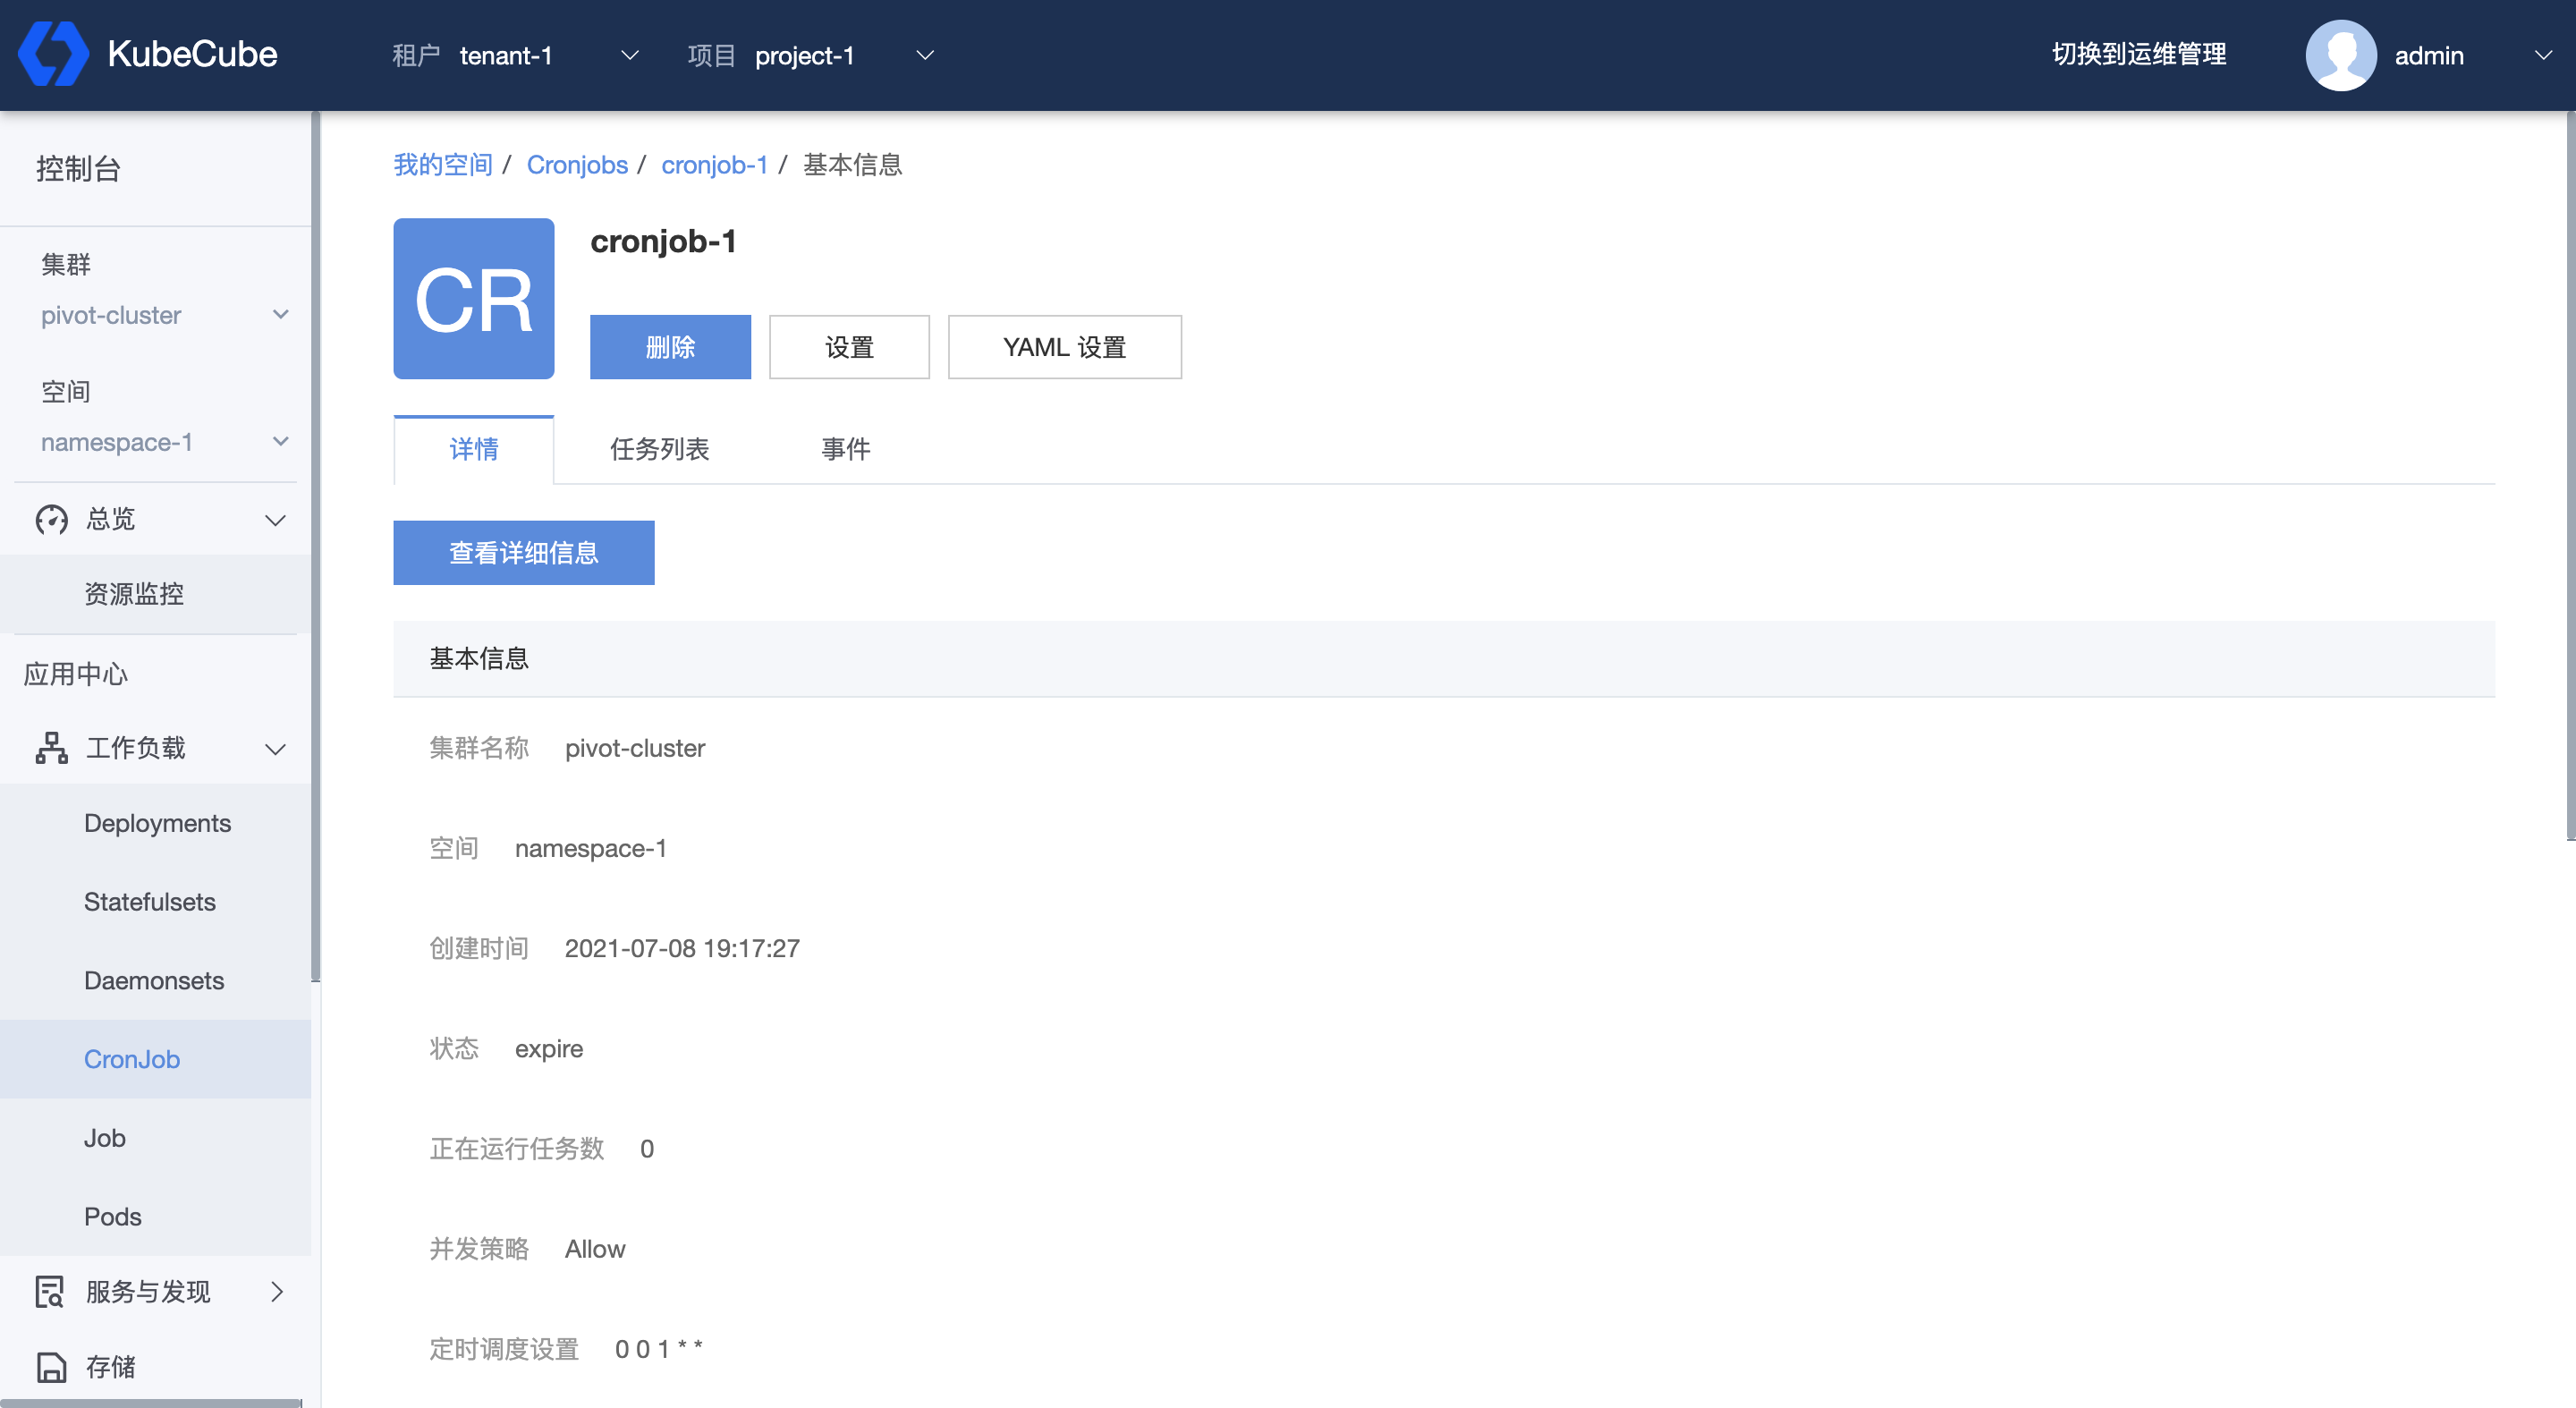 KubeCube 租户 tenant-1 项目 project-1 切换到运维管理 admin
控制台
集群
pivot-cluster
空间
namespace-1
总览
资源监控
应用中心
工作负载
Deployments
Statefulsets
Daemonsets
CronJob
Job
Pods
服务与发现
存储
我的空间 / Cronjobs / cronjob-1 / 基本信息
CR
cronjob-1
删除 设置 YAML 设置
详情 任务列表 事件
查看详细信息
基本信息
集群名称 pivot-cluster
空间 namespace-1
创建时间 2021-07-08 19:17:27
状态 expire
正在运行任务数 0
并发策略 Allow
定时调度设置 0 0 1 * *